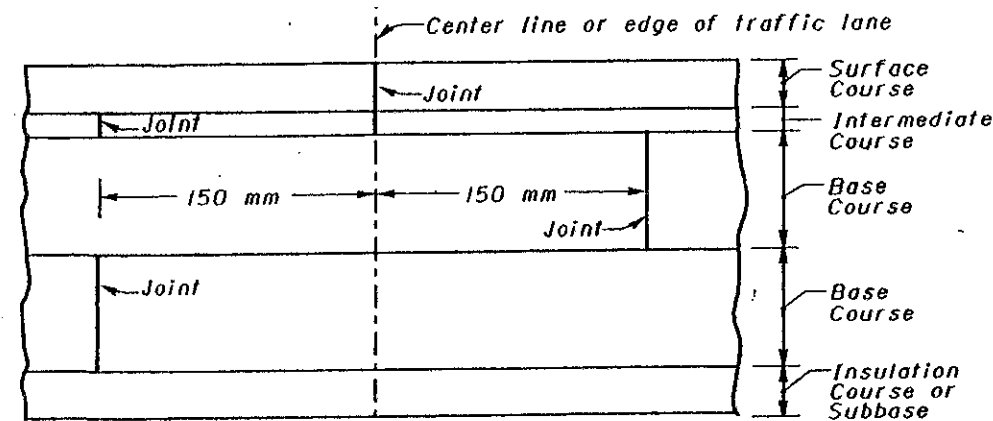 Center line or edge of traffic lane
Joint
Surface
Course
Joint
Intermediate
Course
150 mm
150 mm
Base
Course
Joint
Joint
Base
Course
Insulation
Course or
Subbase